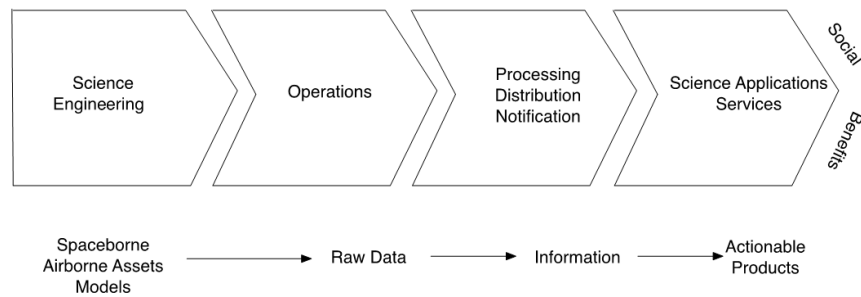 Science
Engineering
Operations
Processing
Distribution
Notification
Science Applications
Services
Social
Benefits
Spaceborne
Airborne Assets
Models
Raw Data
Information
Actionable
Products